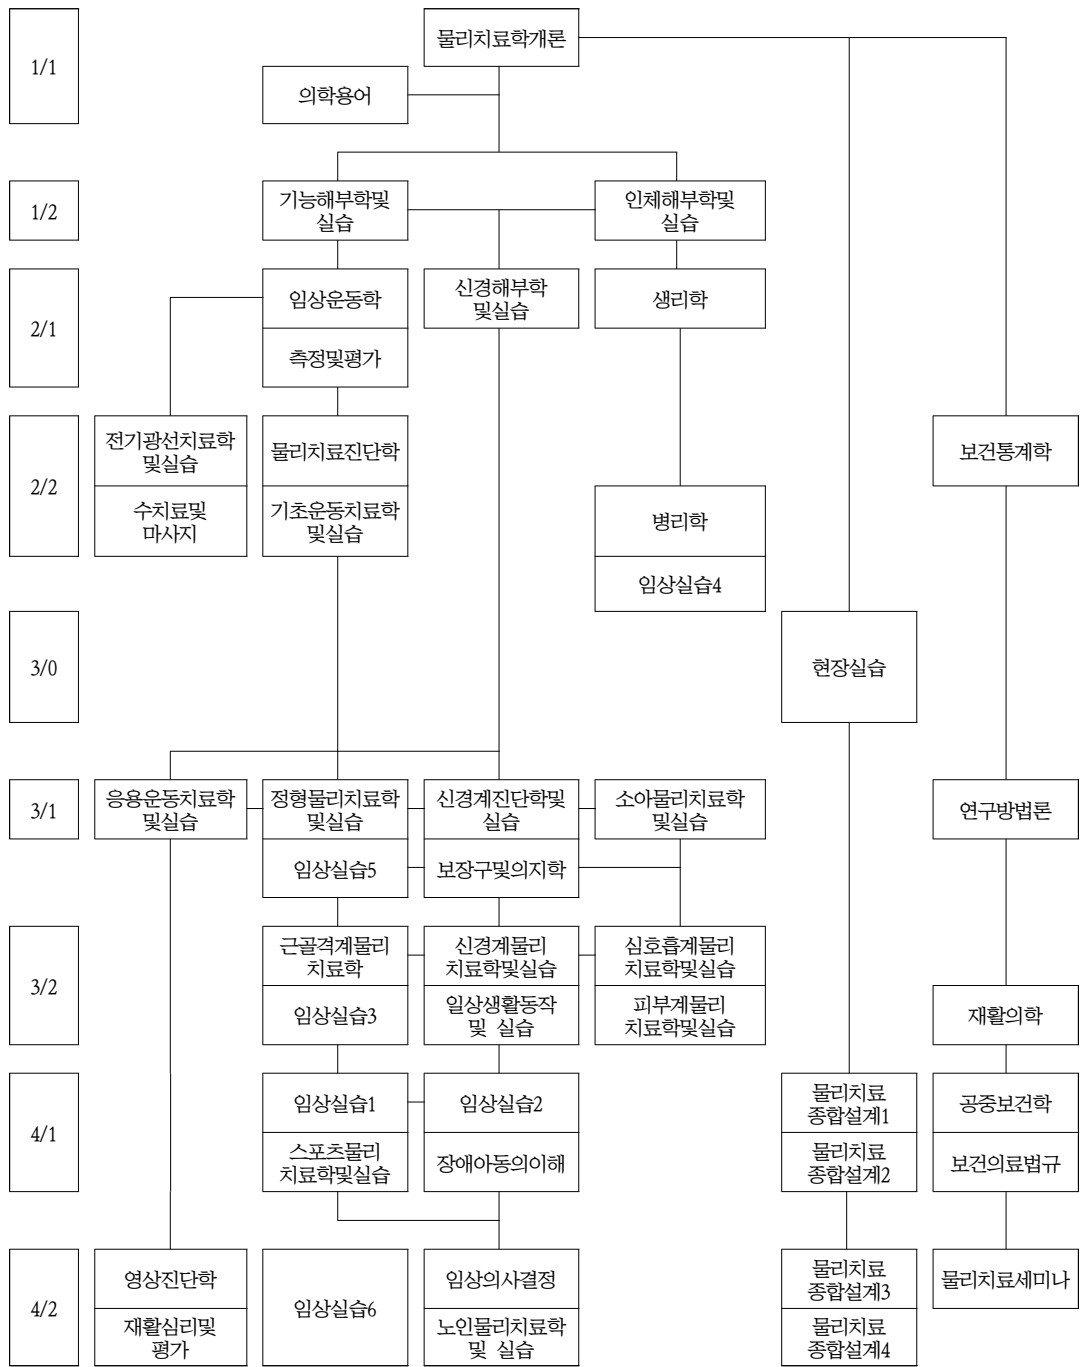 1/1
물리치료학개론
의학용어
1/2
기능해부학및
실습
인체해부학및
실습
2/1
임상운동학
측정및평가
신경해부학
및실습
생리학
2/2
전기광선치료학
및실습
수치료및
마사지
물리치료진단학
기초운동치료학
및실습
병리학
임상실습4
보건통계학
3/0
현장실습
3/1
응용운동치료학
및실습
정형물리치료학
및실습
임상실습5
신경계진단학및
실습
보장구및의지학
소아물리치료학
및실습
연구방법론
3/2
근골격계물리
치료학
임상실습3
신경계물리
치료학및실습
일상생활동작
및 실습
심호흡계물리
치료학및실습
피부계물리
치료학및실습
재활의학
4/1
임상실습1
스포츠물리
치료학및실습
임상실습2
장애아동의이해
물리치료
종합설계1
물리치료
종합설계2
공중보건학
보건의료법규
4/2
영상진단학
재활심리및
평가
임상실습6
임상의사결정
노인물리치료학
및 실습
물리치료
종합설계3
물리치료
종합설계4
물리치료세미나